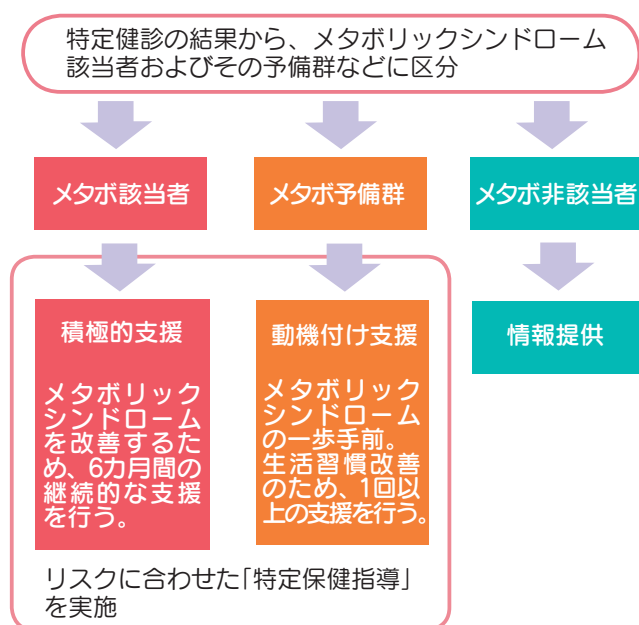 特定健診の結果から、メタボリックシンドローム
該当者およびその予備群などに区分
メタボ該当者
メタボ予備群
メタボ非該当者
積極的支援
メタボリック
シンドローム
を改善するた
め、6カ月間の
継続的な支援
を行う。
動機付け支援
メタボリック
シンドローム
の一歩手前。
生活習慣改善
のため、1回以
上の支援を行う。
情報提供
リスクに合わせた「特定保健指導」
を実施